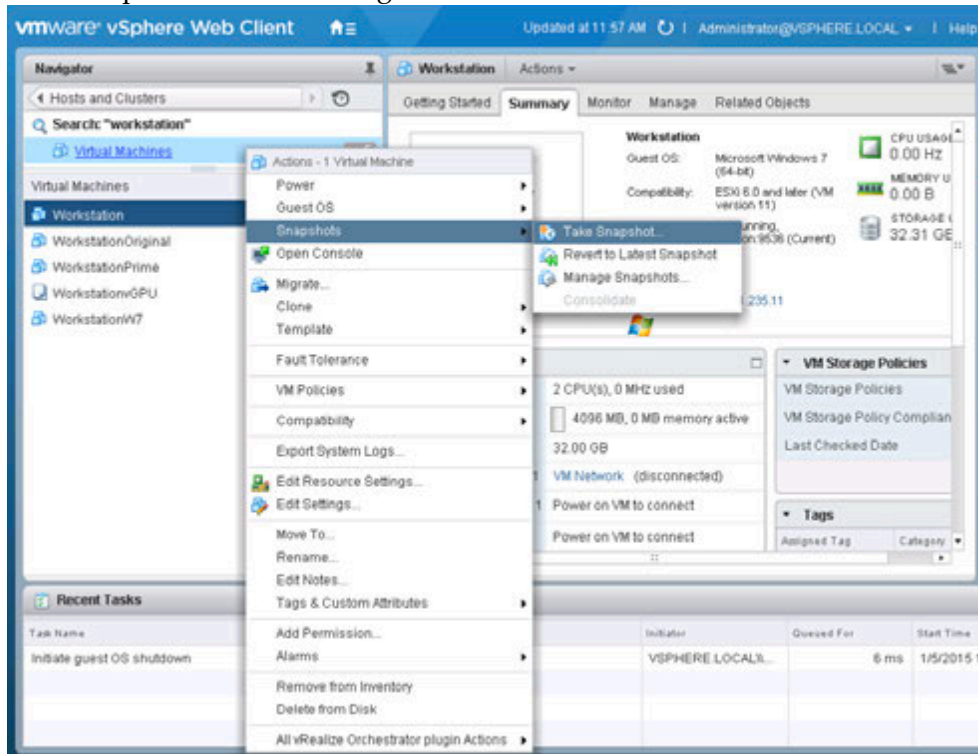 vmware vSphere Web Client
Updated at 11:57 AM | Administrator@VSPHERE.LOCAL | Help
Navigator
Hosts and Clusters
Search: "workstation"
Virtual Machines
Virtual Machines
Workstation
WorkstationOriginal
WorkstationPrime
WorkstationvGPU
WorkstationW7
Actions - 1 Virtual Machine
Power
Guest OS
Snapshots
Open Console
Migrate...
Clone
Template
Fault Tolerance
VM Policies
Compatibility
Export System Logs...
Edit Resource Settings...
Edit Settings...
Move To...
Rename...
Edit Notes...
Tags & Custom Attributes
Add Permission...
Alarms
Remove from Inventory
Delete from Disk
All vRealize Orchestrator plugin Actions
Take Snapshot...
Revert to Latest Snapshot
Manage Snapshots...
Consolidate
Workstation Actions
Getting Started Summary Monitor Manage Related Objects
Workstation
Guest OS: Microsoft Windows 7 (64-bit)
Compatibility: ESXi 6.0 and later (VM version 11)
(Current)
235.11
CPU USAGE
0.00 HZ
MEMORY U
0.00 B
STORAGE U
32.31 GB
2 CPU(s), 0 MHz used
4096 MB, 0 MB memory active
32.00 GB
VM Network (disconnected)
Power on VM to connect
Power on VM to connect
VM Storage Policies
VM Storage Policies
VM Storage Policy Complian
Last Checked Date
Tags
Assigned Tag Category
Recent Tasks
Task Name Initiator Queued For Start Time
Initiate guest OS shutdown VSPHERE.LOCAL\... 6 ms 1/5/2015 1